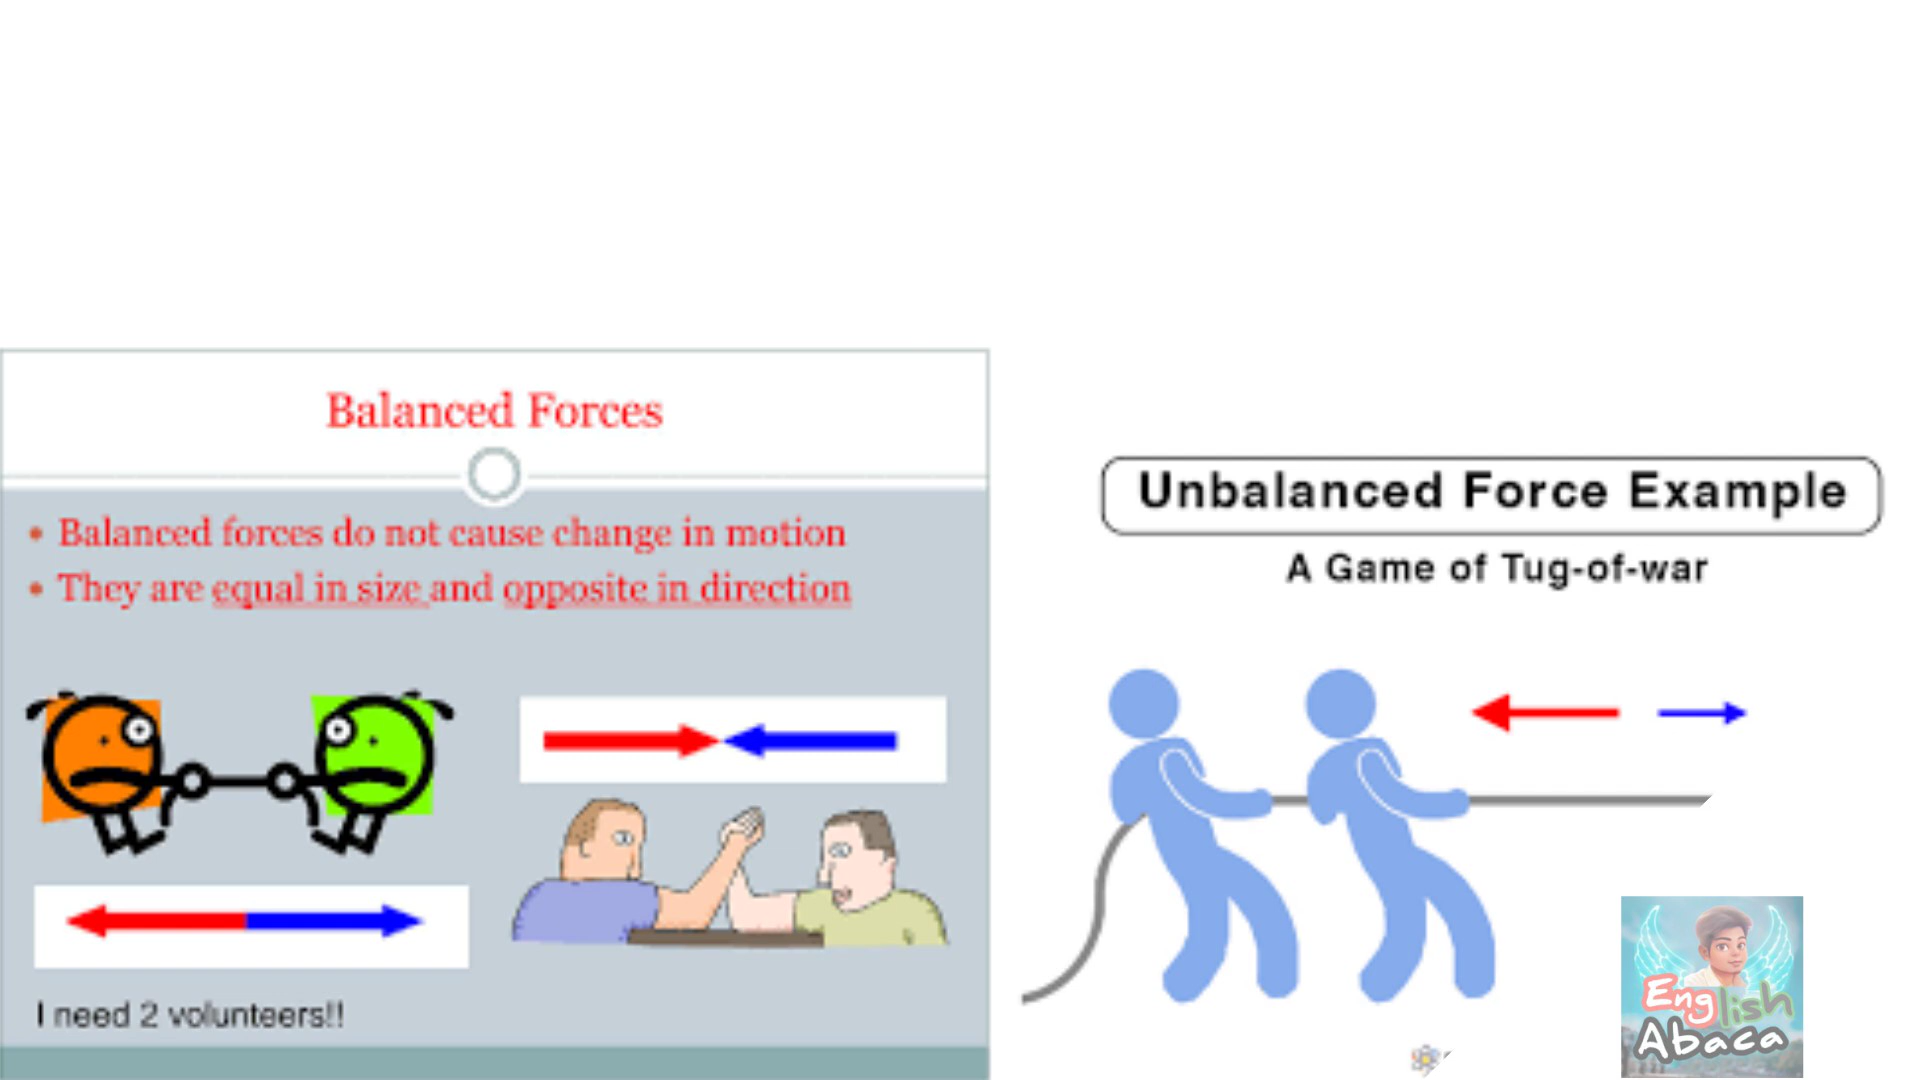 Balanced Forces
• Balanced forces do not cause change in motion
• They are equal in size and opposite in direction
I need 2 volunteers!!
Unbalanced Force Example
A Game of Tug-of-war
English
Abaca